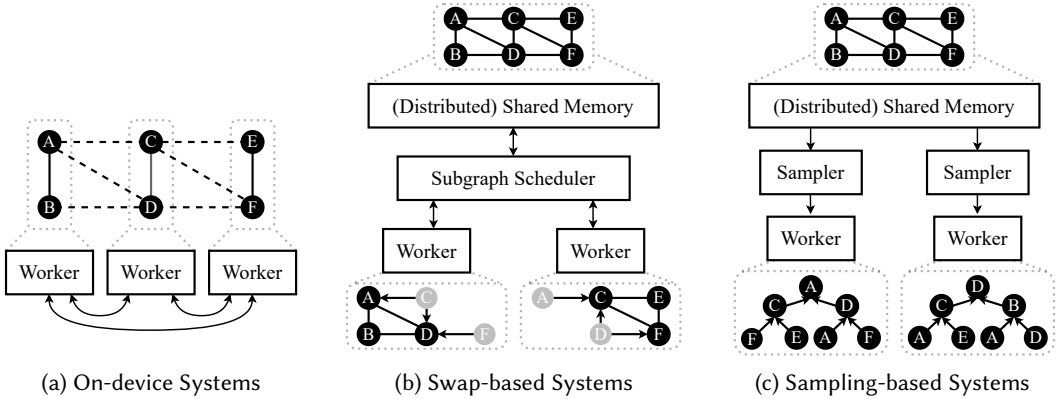 A C E
B D F
Worker Worker Worker
(a) On-device Systems
A C E
B D F
(Distributed) Shared Memory
Subgraph Scheduler
Worker Worker
A C
B D F
A C E
D F
(b) Swap-based Systems
A C E
B D F
(Distributed) Shared Memory
Sampler Sampler
Worker Worker
A
C D
F E A F
D
C B
A E A D
(c) Sampling-based Systems